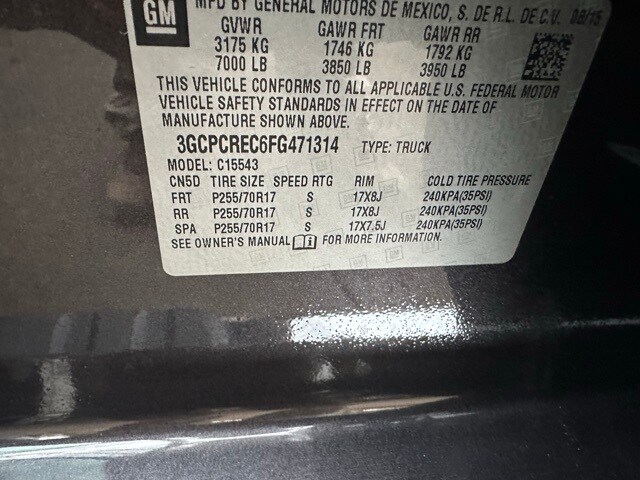 GM
MFD BY GENERAL MOTORS DE MEXICO, S. DE R.L. DE C.V. 08/15
GVWR GAWR FRT GAWR RR
3175 KG 1746 KG 1792 KG
7000 LB 3850 LB 3950 LB
THIS VEHICLE CONFORMS TO ALL APPLICABLE U.S. FEDERAL MOTOR
VEHICLE SAFETY STANDARDS IN EFFECT ON THE DATE OF
MANUFACTURE SHOWN ABOVE.
3GCPCREC6FG471314 TYPE: TRUCK
MODEL: C15543
CN5D TIRE SIZE SPEED RTG RIM COLD TIRE PRESSURE
FRT P255/70R17 S 17X8J 240KPA(35PSI)
RR P255/70R17 S 17X8J 240KPA(35PSI)
SPA P255/70R17 S 17X7.5J 240KPA(35PSI)
SEE OWNER'S MANUAL FOR MORE INFORMATION.